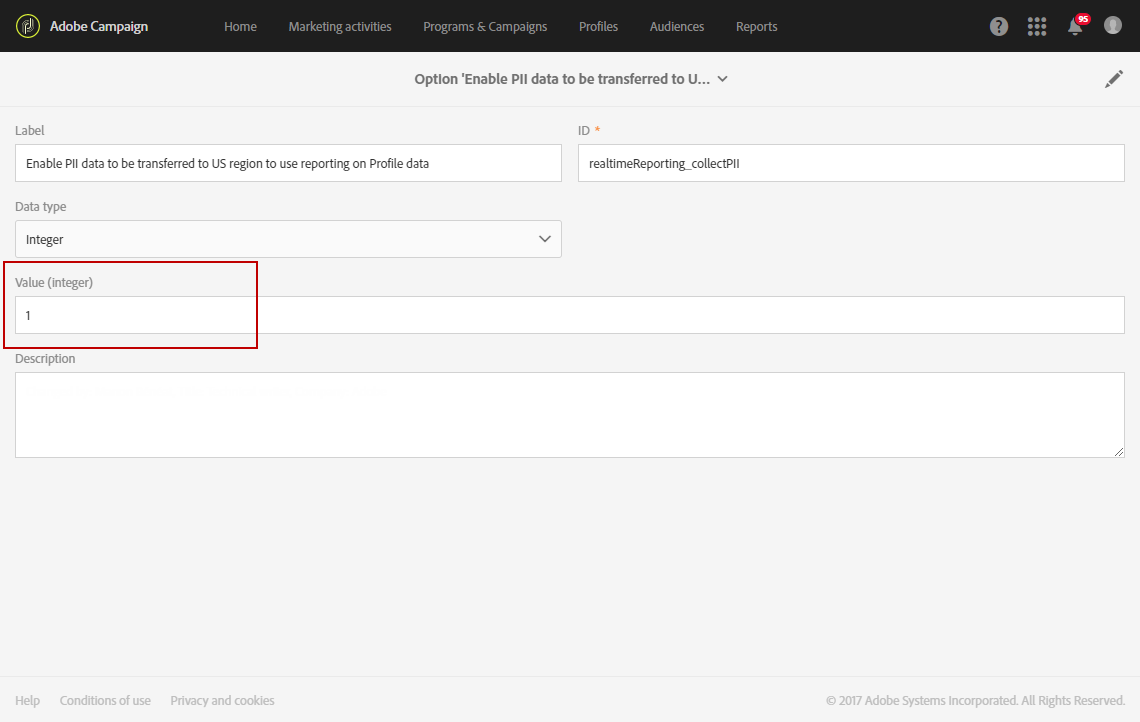 Adobe Campaign Home Marketing activities Programs & Campaigns Profiles Audiences Reports ? 95
Option 'Enable PII data to be transferred to U...
Label ID *
Enable PII data to be transferred to US region to use reporting on Profile data realtimeReporting_collectPII
Data type
Integer
Value (integer)
1
Description
Help Conditions of use Privacy and cookies © 2017 Adobe Systems Incorporated. All Rights Reserved.